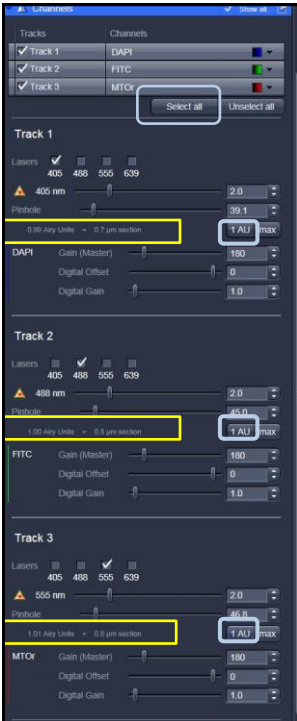 Channels Show all
Tracks Channels
Track 1 DAPI
Track 2 FITC
Track 3 MTOr
Select all Unselect all
Track 1
Lasers
405 488 555 639
405 nm 2.0
Pinhole 39.1
0.99 Airy Units = 0.7 µm section 1 AU max
DAPI Gain (Master) 180
Digital Offset 0
Digital Gain 1.0
Track 2
Lasers
405 488 555 639
488 nm 2.0
Pinhole 45.0
1.00 Airy Units = 0.8 µm section 1 AU max
FITC Gain (Master) 180
Digital Offset 0
Digital Gain 1.0
Track 3
Lasers
405 488 555 639
555 nm 2.0
Pinhole 46.8
1.01 Airy Units = 0.8 µm section 1 AU max
MTOr Gain (Master) 180
Digital Offset 0
Digital Gain 1.0